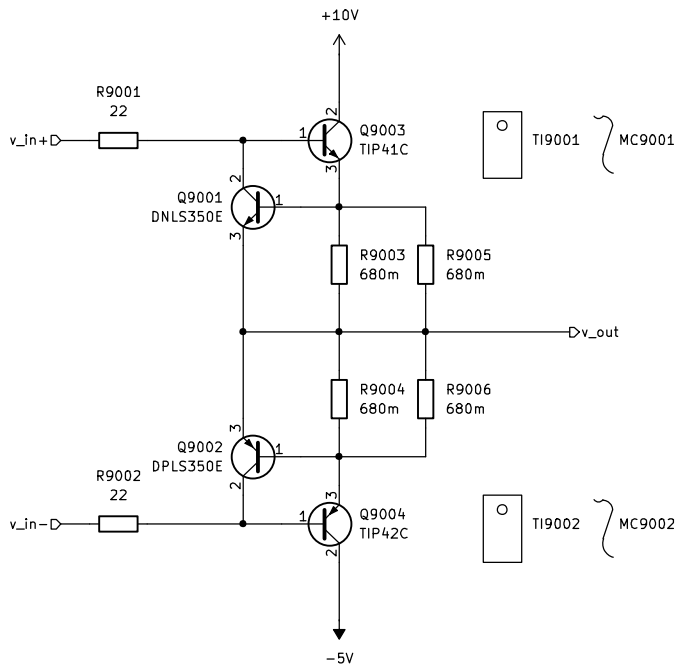 +10V
R9001
22
v_in+
1
2
3
Q9003
TIP41C
TI9001
MC9001
2
Q9001
DNLS350E
1
3
R9003
680m
R9005
680m
v_out
R9004
680m
R9006
680m
3
Q9002
DPLS350E
1
2
R9002
22
v_in-
1
3
2
Q9004
TIP42C
TI9002
MC9002
-5V